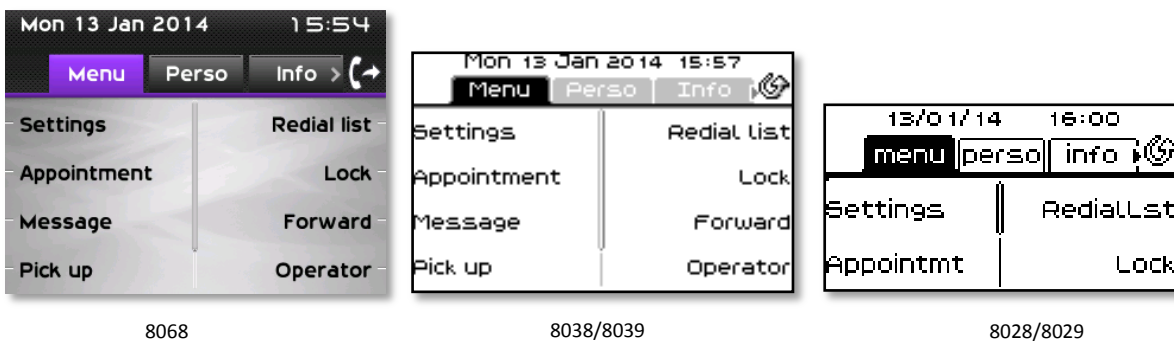 Mon 13 Jan 2014 15:54
Menu Perso Info >
Settings Redial list
Appointment Lock
Message Forward
Pick up Operator
8068
Mon 13 Jan 2014 15:57
Menu Perso Info
Settings Redial list
Appointment Lock
Message Forward
Pick up Operator
8038/8039
13/01/14 16:00
menu perso info
Settings RedialLst
Appointmt Lock
8028/8029